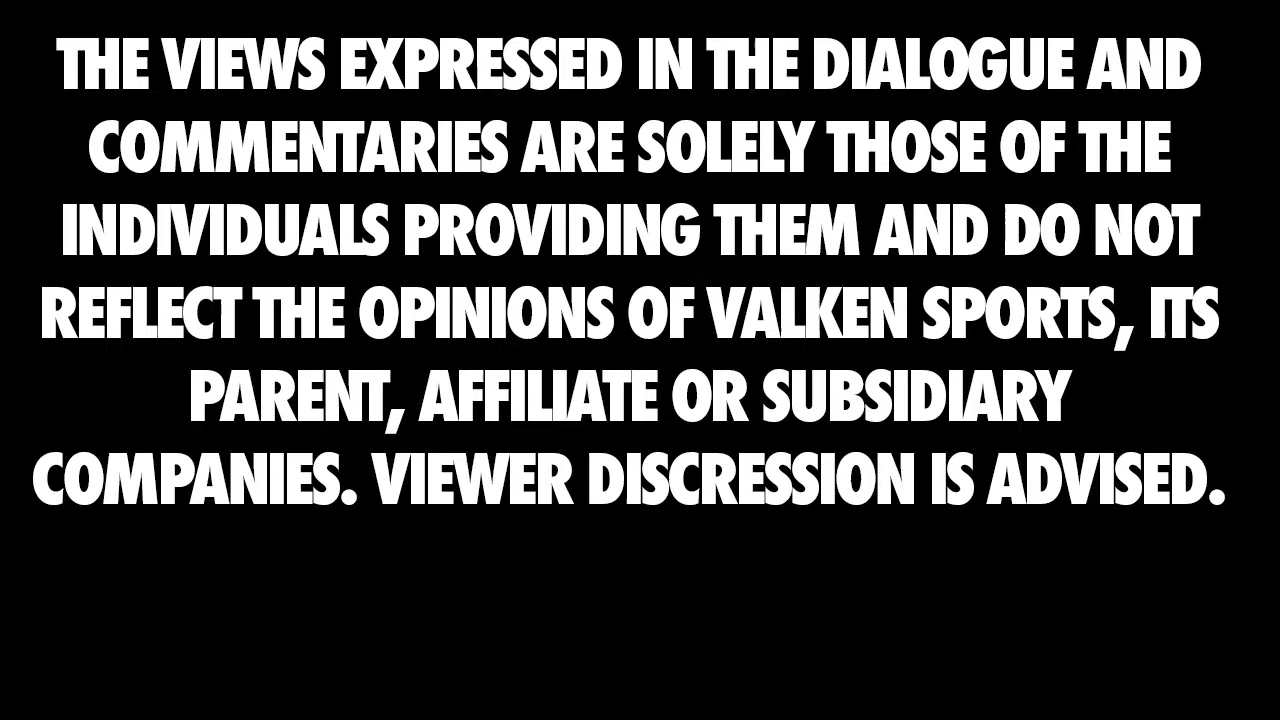 THE VIEWS EXPRESSED IN THE DIALOGUE AND
COMMENTARIES ARE SOLELY THOSE OF THE
INDIVIDUALS PROVIDING THEM AND DO NOT
REFLECT THE OPINIONS OF VALKEN SPORTS, ITS
PARENT, AFFILIATE OR SUBSIDIARY
COMPANIES. VIEWER DISCRESSION IS ADVISED.